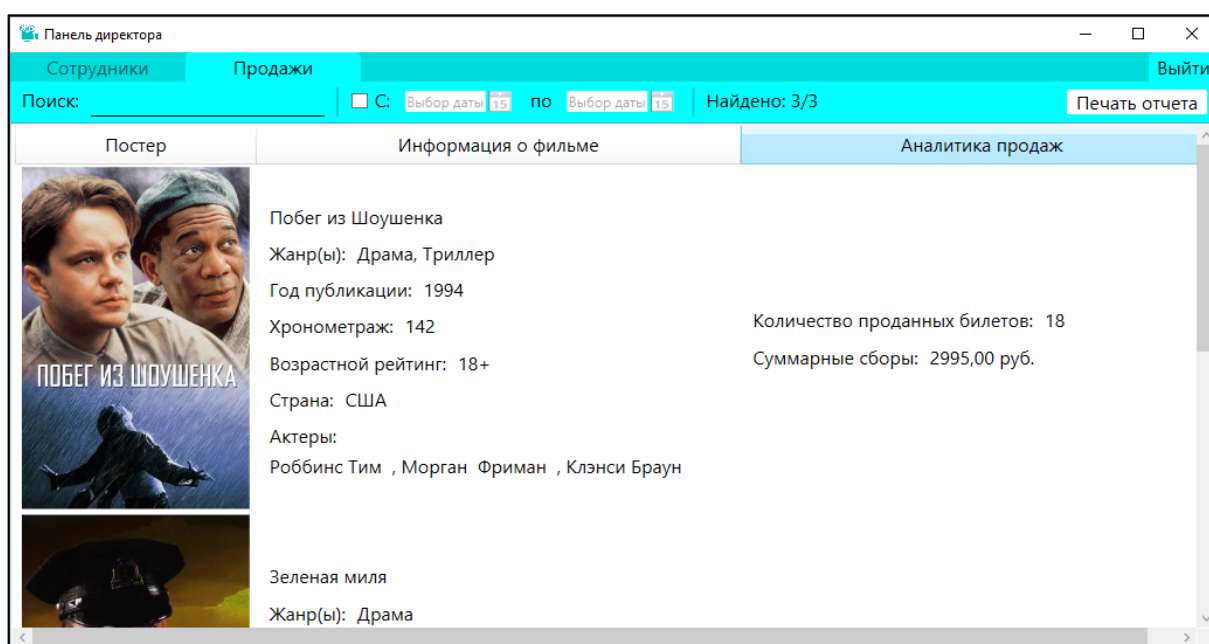 Панель директора
Сотрудники Продажи Выйти
Поиск: С: Выбор даты 15 по Выбор даты 15 Найдено: 3/3 Печать отчета
Постер Информация о фильме Аналитика продаж
Побег из Шоушенка
Жанр(ы): Драма, Триллер
Год публикации: 1994
Хронометраж: 142
Возрастной рейтинг: 18+
Страна: США
Актеры:
Роббинс Тим , Морган Фриман , Клэнси Браун
Количество проданных билетов: 18
Суммарные сборы: 2995,00 руб.
ПОБЕГ ИЗ ШОУШЕНКА
Зеленая миля
Жанр(ы): Драма